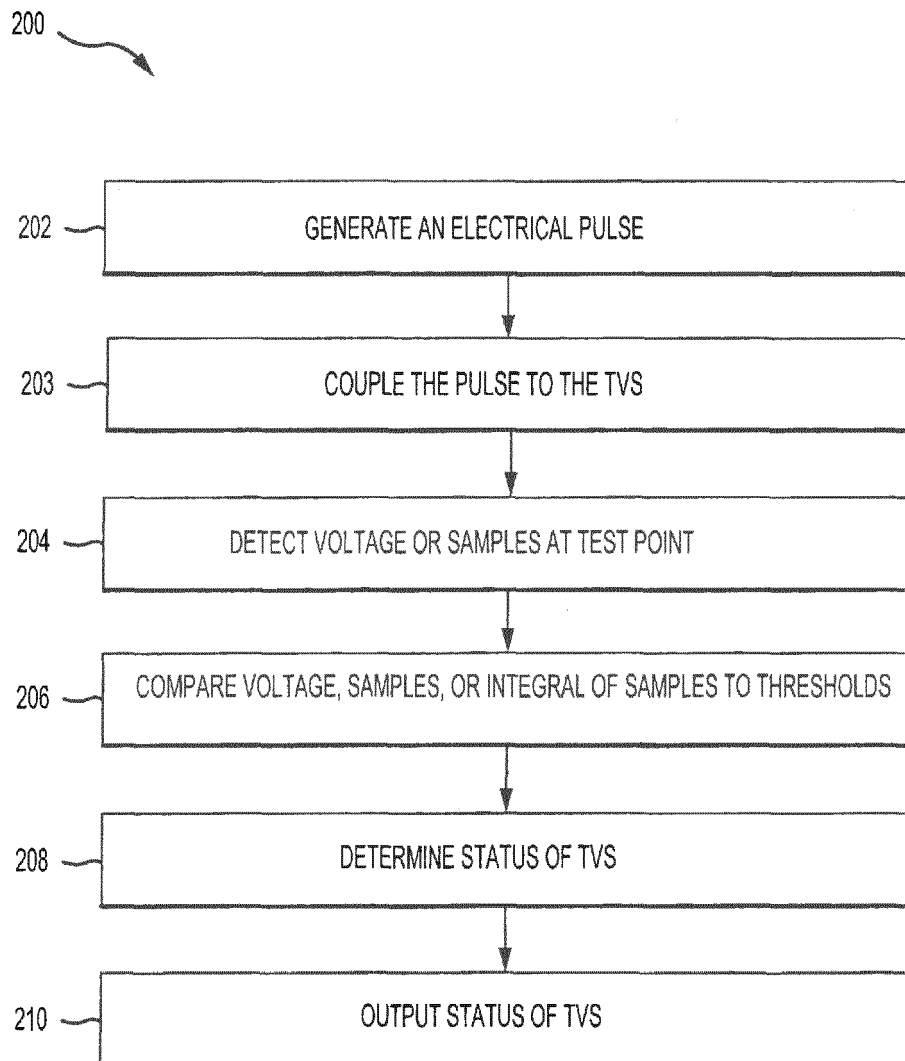 200
202
GENERATE AN ELECTRICAL PULSE
203
COUPLE THE PULSE TO THE TVS
204
DETECT VOLTAGE OR SAMPLES AT TEST POINT
206
COMPARE VOLTAGE, SAMPLES, OR INTEGRAL OF SAMPLES TO THRESHOLDS
208
DETERMINE STATUS OF TVS
210
OUTPUT STATUS OF TVS